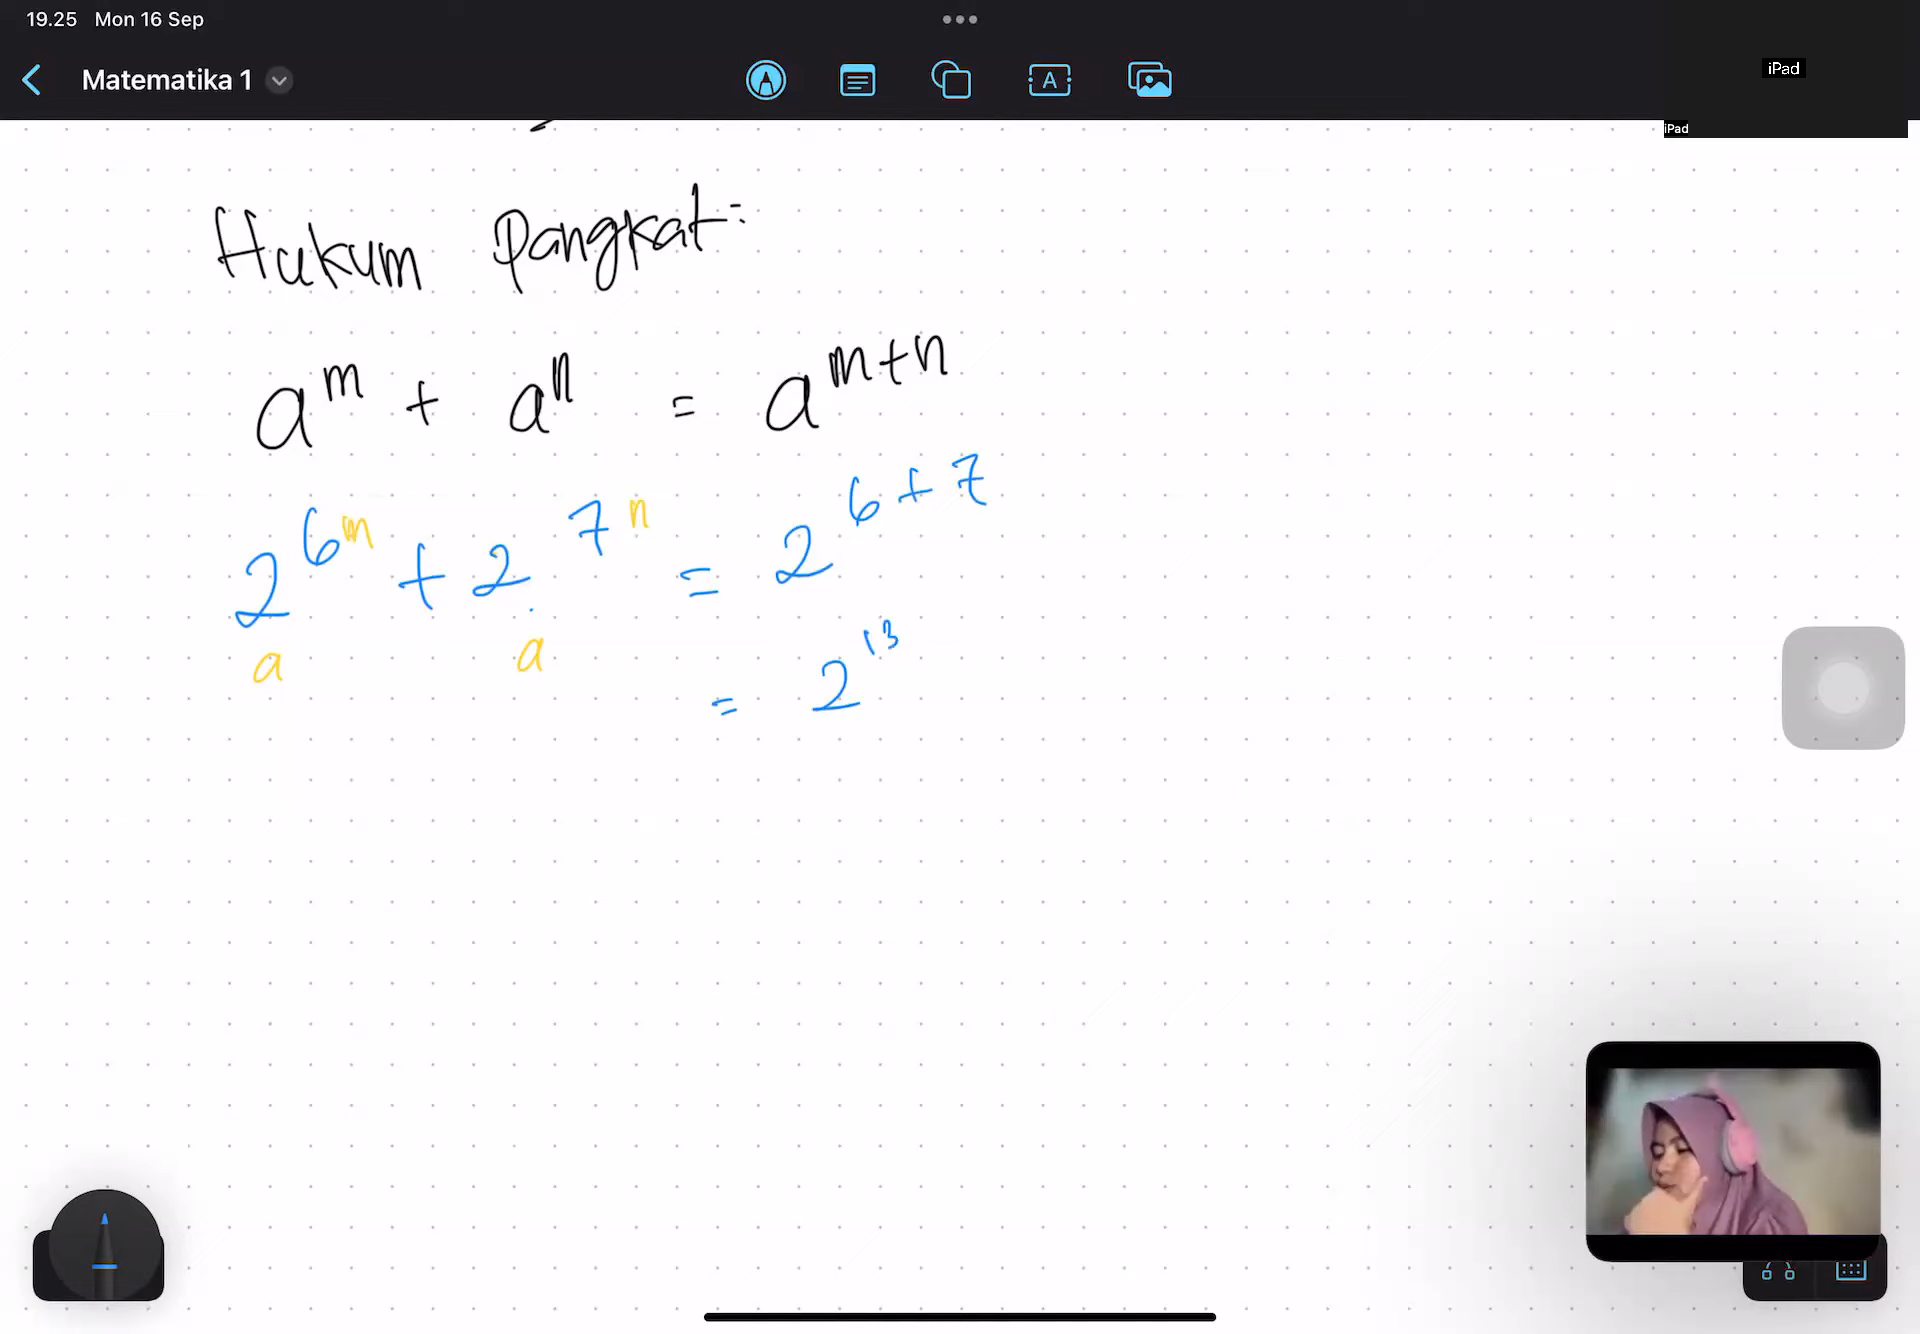 19.25 Mon 16 Sep
Matematika 1
A
iPad
iPad
Hukum Pangkat:
a^m + a^n = a^m+n
2^6 m + 2^7 n = 2^6+7
a a
= 2^13